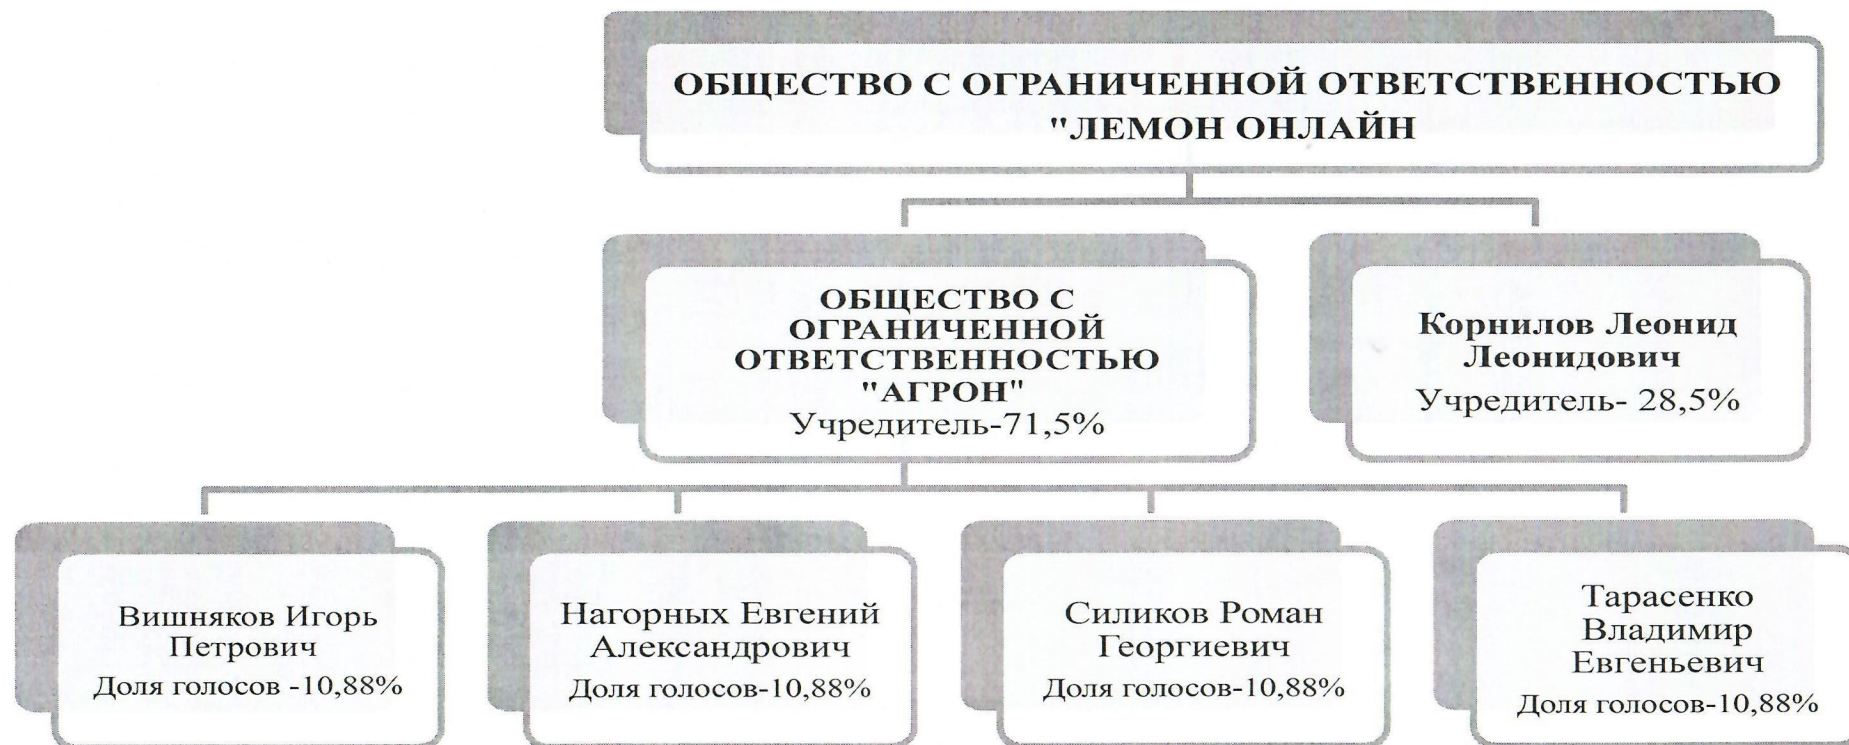 ОБЩЕСТВО С ОГРАНИЧЕННОЙ ОТВЕТСТВЕННОСТЬЮ
"ЛЕМОН ОНЛАЙН
ОБЩЕСТВО С
ОГРАНИЧЕННОЙ
ОТВЕТСТВЕННОСТЬЮ
"АГРОН"
Учредитель-71,5%
Корнилов Леонид
Леонидович
Учредитель- 28,5%
Вишняков Игорь
Петрович
Доля голосов -10,88%
Нагорных Евгений
Александрович
Доля голосов-10,88%
Силиков Роман
Георгиевич
Доля голосов-10,88%
Тарасенко
Владимир
Евгеньевич
Доля голосов-10,88%